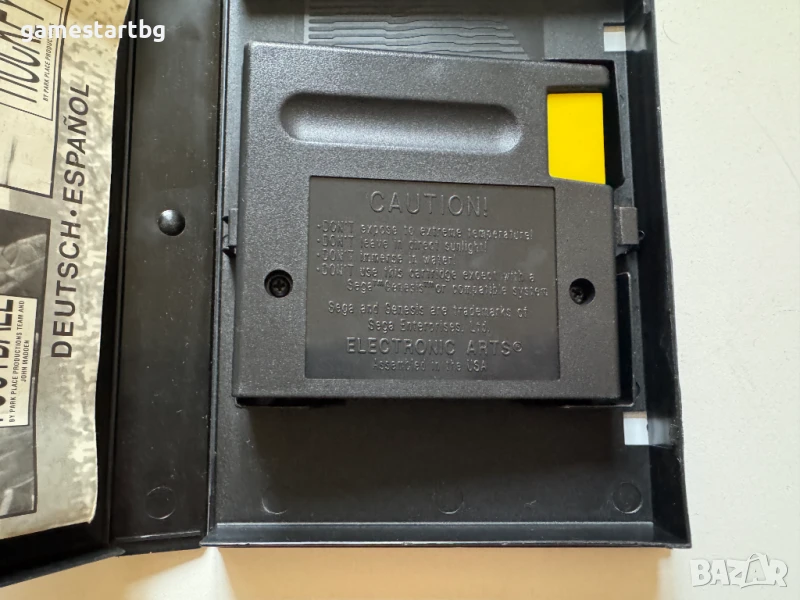 gamestartbg
BY PARK PLACE PRODUC
DEUTSCH•ESPAÑOL
BY PARK PLACE PRODUCTIONS TEAM AND
JOHN MADDEN
CAUTION!
-DON'T expose to extreme temperature!
-DON'T leave in direct sunlight!
-DON'T immerse in water!
-DON'T use this cartridge except with a
Sega™ Genesis™ or compatible system
Sega and Genesis are trademarks of
Sega Enterprises, Ltd.
ELECTRONIC ARTS®
Assembled in the USA
BAZAR